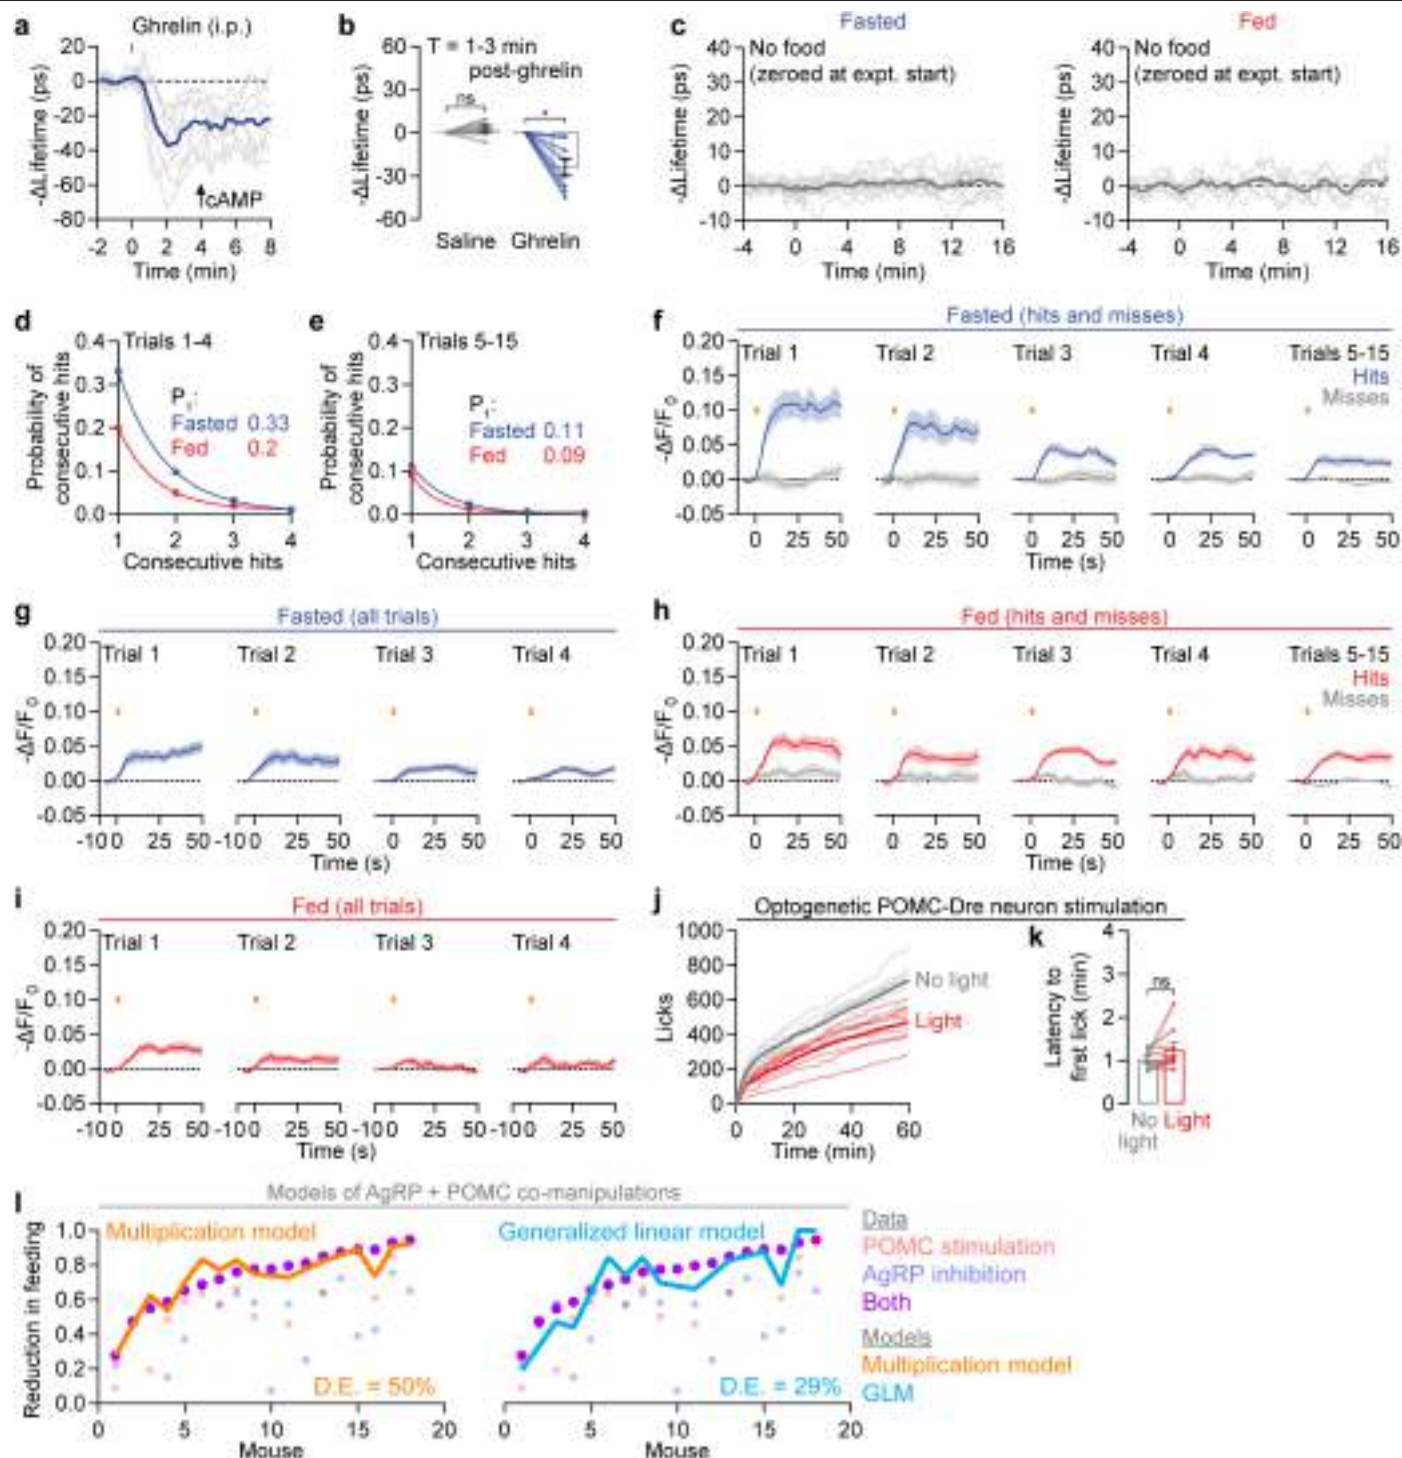 a
Ghrelin (i.p.)
-ΔLifetime (ps)
20
0
-20
-40
-60
-80
cAMP
-2 0 2 4 6 8
Time (min)
b
T = 1-3 min
post-ghrelin
-ΔLifetime (ps)
60
30
0
-30
-60
ns
*
Saline Ghrelin
c
Fasted
No food
(zeroed at expt. start)
-ΔLifetime (ps)
40
30
20
10
0
-10
-4 0 4 8 12 16
Time (min)
Fed
No food
(zeroed at expt. start)
-ΔLifetime (ps)
40
30
20
10
0
-10
-4 0 4 8 12 16
Time (min)
d
Trials 1-4
Probability of
consecutive hits
0.4
0.3
0.2
0.1
0.0
P₁:
Fasted 0.33
Fed 0.2
1 2 3 4
Consecutive hits
e
Trials 5-15
Probability of
consecutive hits
0.4
0.3
0.2
0.1
0.0
P₁:
Fasted 0.11
Fed 0.09
1 2 3 4
Consecutive hits
f
Fasted (hits and misses)
Trial 1 Trial 2 Trial 3 Trial 4 Trials 5-15
Hits
Misses
-ΔF/F₀
0.20
0.15
0.10
0.05
0.00
-0.05
0 25 50 0 25 50 0 25 50 0 25 50 0 25 50
Time (s)
g
Fasted (all trials)
Trial 1 Trial 2 Trial 3 Trial 4
-ΔF/F₀
0.20
0.15
0.10
0.05
0.00
-0.05
-10 0 25 50 -10 0 25 50 0 25 50 0 25 50
Time (s)
h
Fed (hits and misses)
Trial 1 Trial 2 Trial 3 Trial 4 Trials 5-15
Hits
Misses
-ΔF/F₀
0.20
0.15
0.10
0.05
0.00
-0.05
0 25 50 0 25 50 0 25 50 0 25 50 0 25 50
Time (s)
i
Fed (all trials)
Trial 1 Trial 2 Trial 3 Trial 4
-ΔF/F₀
0.20
0.15
0.10
0.05
0.00
-0.05
-10 0 25 50 -10 0 25 50 -10 0 25 50 -10 0 25 50
Time (s)
j
Optogenetic POMC-Dre neuron stimulation
Licks
1000
800
600
400
200
0
No light
Light
0 20 40 60
Time (min)
k
Latency to
first lick (min)
4
3
2
1
0
ns
No
light
Light
l
Models of AgRP + POMC co-manipulations
Reduction in feeding
1.0
0.8
0.6
0.4
0.2
0.0
Multiplication model
D.E. = 50%
0 5 10 15 20
Mouse
Generalized linear model
D.E. = 29%
0 5 10 15 20
Mouse
Data
POMC stimulation
AgRP inhibition
Both
Models
Multiplication model
GLM